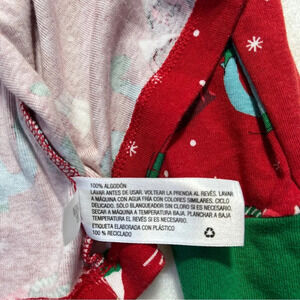 100% ALGODÓN
LAVAR ANTES DE USAR. VOLTEAR LA PRENDA AL REVÉS. LAVAR
A MÁQUINA CON AGUA FRÍA CON COLORES SIMILARES, CICLO
DELICADO. SÓLO BLANQUEADOR SIN CLORO SI ES NECESARIO.
SECAR A MÁQUINA A TEMPERATURA BAJA. PLANCHAR A BAJA
TEMPERATURA SI ES NECESARIO.
ETIQUETA ELABORADA CON PLÁSTICO
100 % RECICLADO